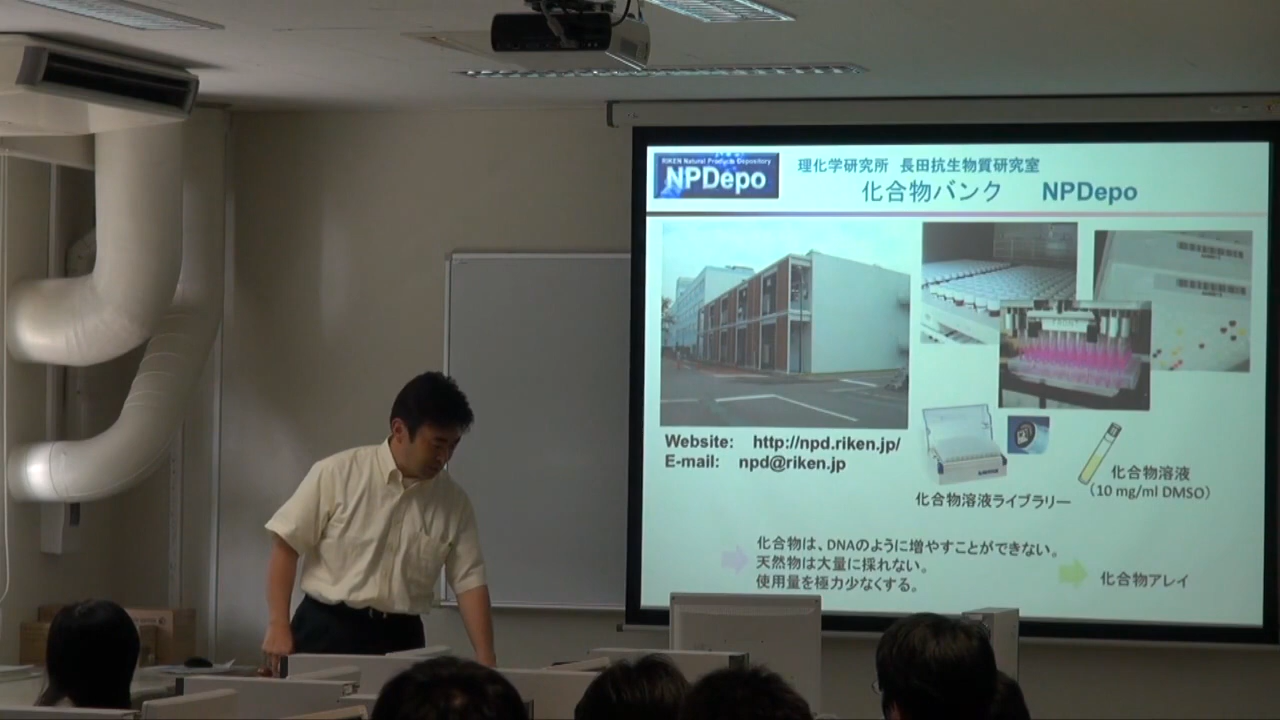 RIKEN Natural Products Depository
NPDepo
理化学研究所 長田抗生物質研究室
化合物バンク NPDepo
Website: http://npd.riken.jp/
E-mail: npd@riken.jp
化合物溶液ライブラリー
化合物溶液
(10 mg/ml DMSO)
化合物は、DNAのように増やすことができない。
天然物は大量に採れない。
使用量を極力少なくする。
化合物アレイ